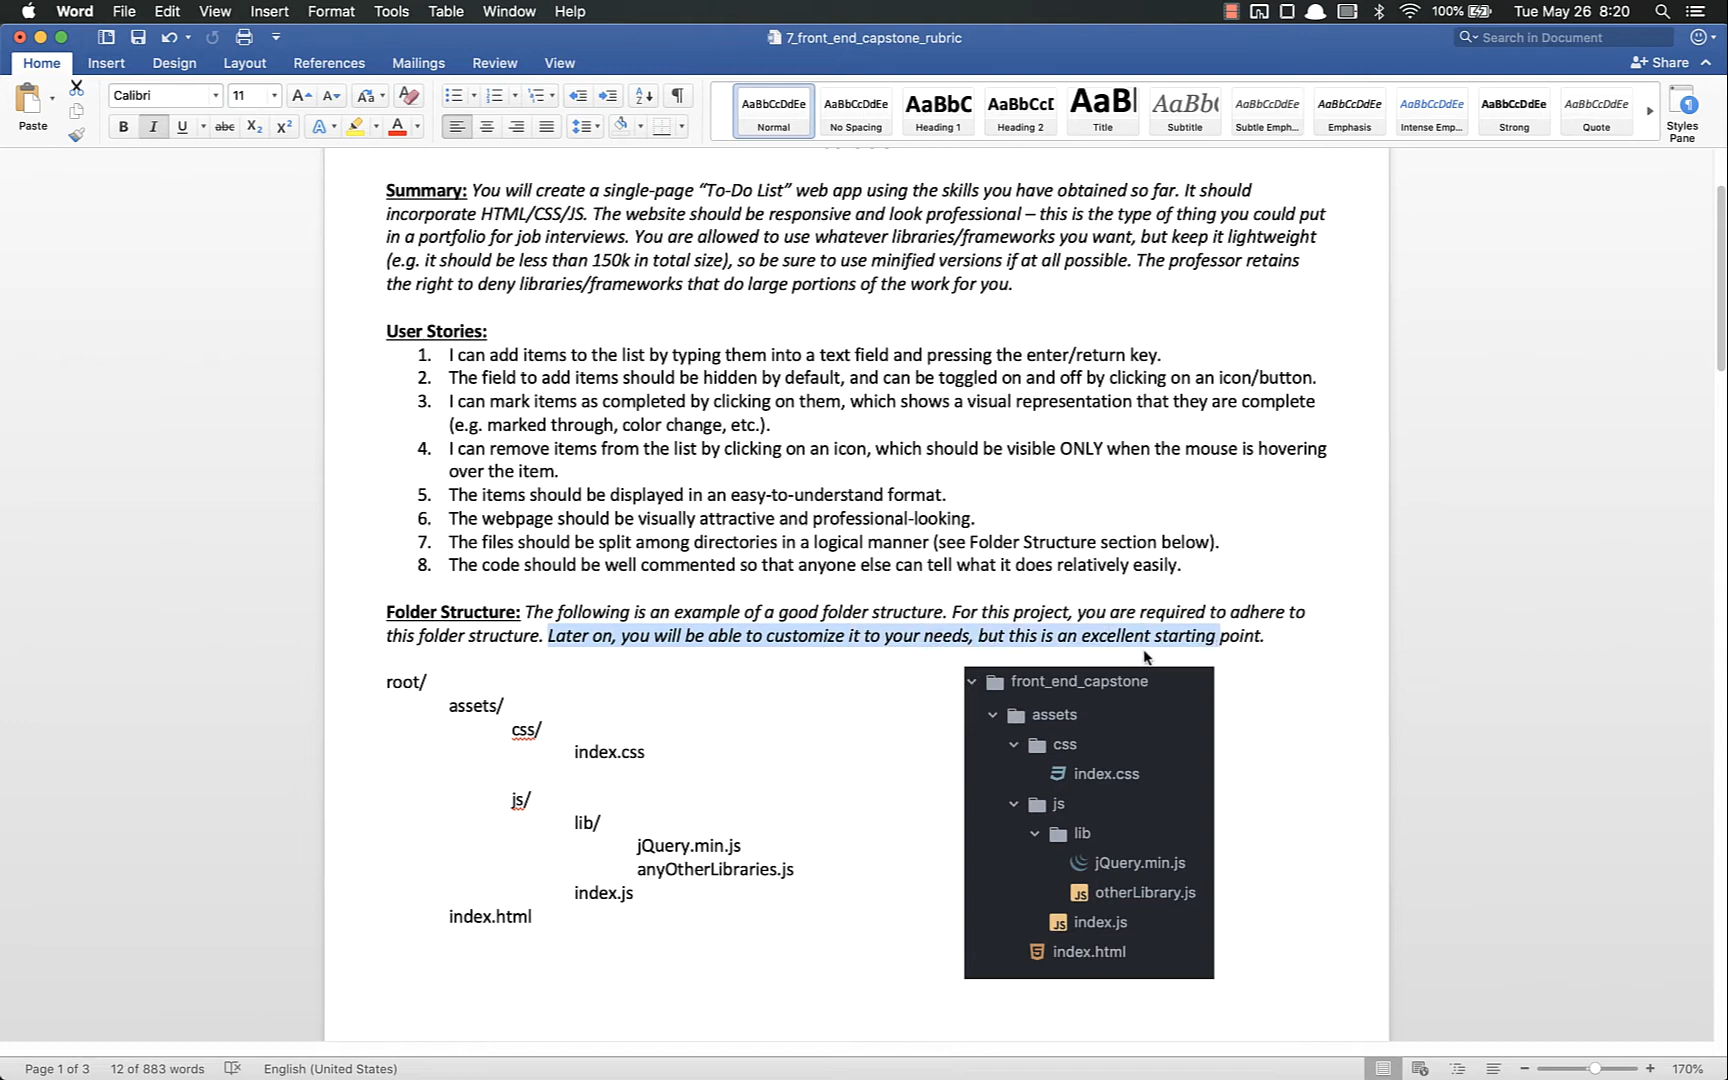 Word File Edit View Insert Format Tools Table Window Help 100% Tue May 26 8:20
7_front_end_capstone_rubric Search in Document
Home Insert Design Layout References Mailings Review View Share
Paste Calibri 11
AaBbCcDdEe AaBbCcDdEe AaBbC AaBbCcD AaB AaBbC AaBbCcDdEe AaBbCcDdEe AaBbCcDdEe AaBbCcDdEe AaBbCcDdEe
Normal No Spacing Heading 1 Heading 2 Title Subtitle Subtle Emph... Emphasis Intense Emp... Strong Quote Styles
Pane
B I U abc X2 X2 A A
Summary: You will create a single-page “To-Do List” web app using the skills you have obtained so far. It should
incorporate HTML/CSS/JS. The website should be responsive and look professional – this is the type of thing you could put
in a portfolio for job interviews. You are allowed to use whatever libraries/frameworks you want, but keep it lightweight
(e.g. it should be less than 150k in total size), so be sure to use minified versions if at all possible. The professor retains
the right to deny libraries/frameworks that do large portions of the work for you.
User Stories:
1. I can add items to the list by typing them into a text field and pressing the enter/return key.
2. The field to add items should be hidden by default, and can be toggled on and off by clicking on an icon/button.
3. I can mark items as completed by clicking on them, which shows a visual representation that they are complete
(e.g. marked through, color change, etc.).
4. I can remove items from the list by clicking on an icon, which should be visible ONLY when the mouse is hovering
over the item.
5. The items should be displayed in an easy-to-understand format.
6. The webpage should be visually attractive and professional-looking.
7. The files should be split among directories in a logical manner (see Folder Structure section below).
8. The code should be well commented so that anyone else can tell what it does relatively easily.
Folder Structure: The following is an example of a good folder structure. For this project, you are required to adhere to
this folder structure. Later on, you will be able to customize it to your needs, but this is an excellent starting point.
root/
assets/
css/
index.css
js/
lib/
jQuery.min.js
anyOtherLibraries.js
index.js
index.html
front_end_capstone
assets
css
index.css
js
lib
jQuery.min.js
JS otherLibrary.js
JS index.js
index.html
Page 1 of 3 12 of 883 words English (United States) 170%